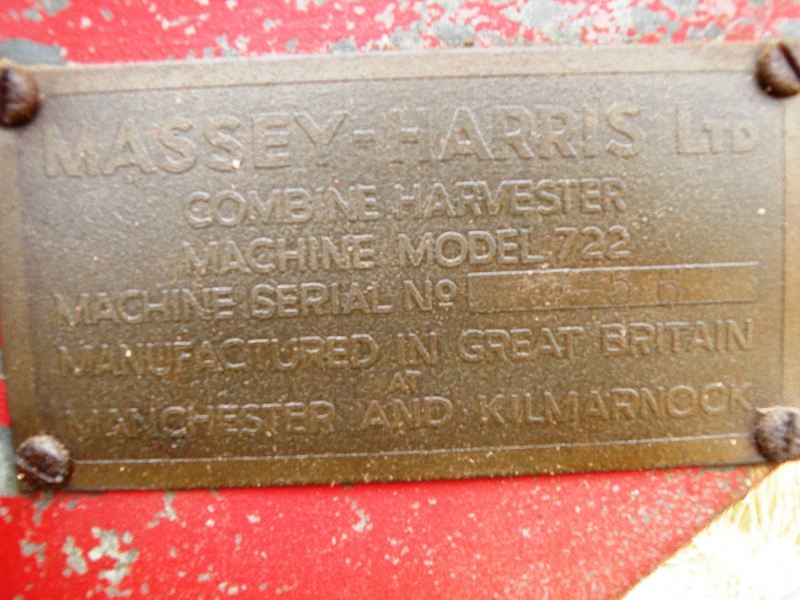 MASSEY-HARRIS LTD
COMBINE HARVESTER
MACHINE MODEL 722
MACHINE SERIAL NO
MANUFACTURED IN GREAT BRITAIN
AT
MANCHESTER AND KILMARNOCK